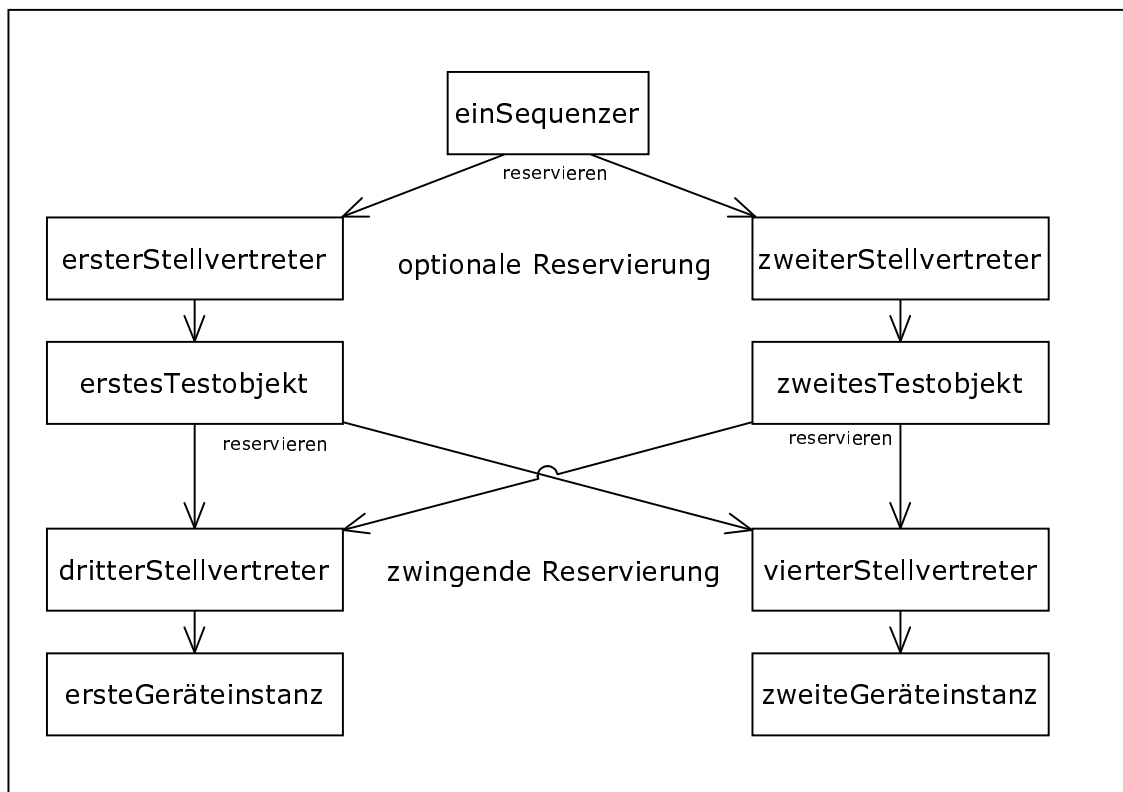 einSequenzer
reservieren
ersterStellvertreter
optionale Reservierung
zweiterStellvertreter
erstesTestobjekt
zweitesTestobjekt
reservieren
reservieren
dritterStellvertreter
zwingende Reservierung
vierterStellvertreter
ersteGeräteinstanz
zweiteGeräteinstanz